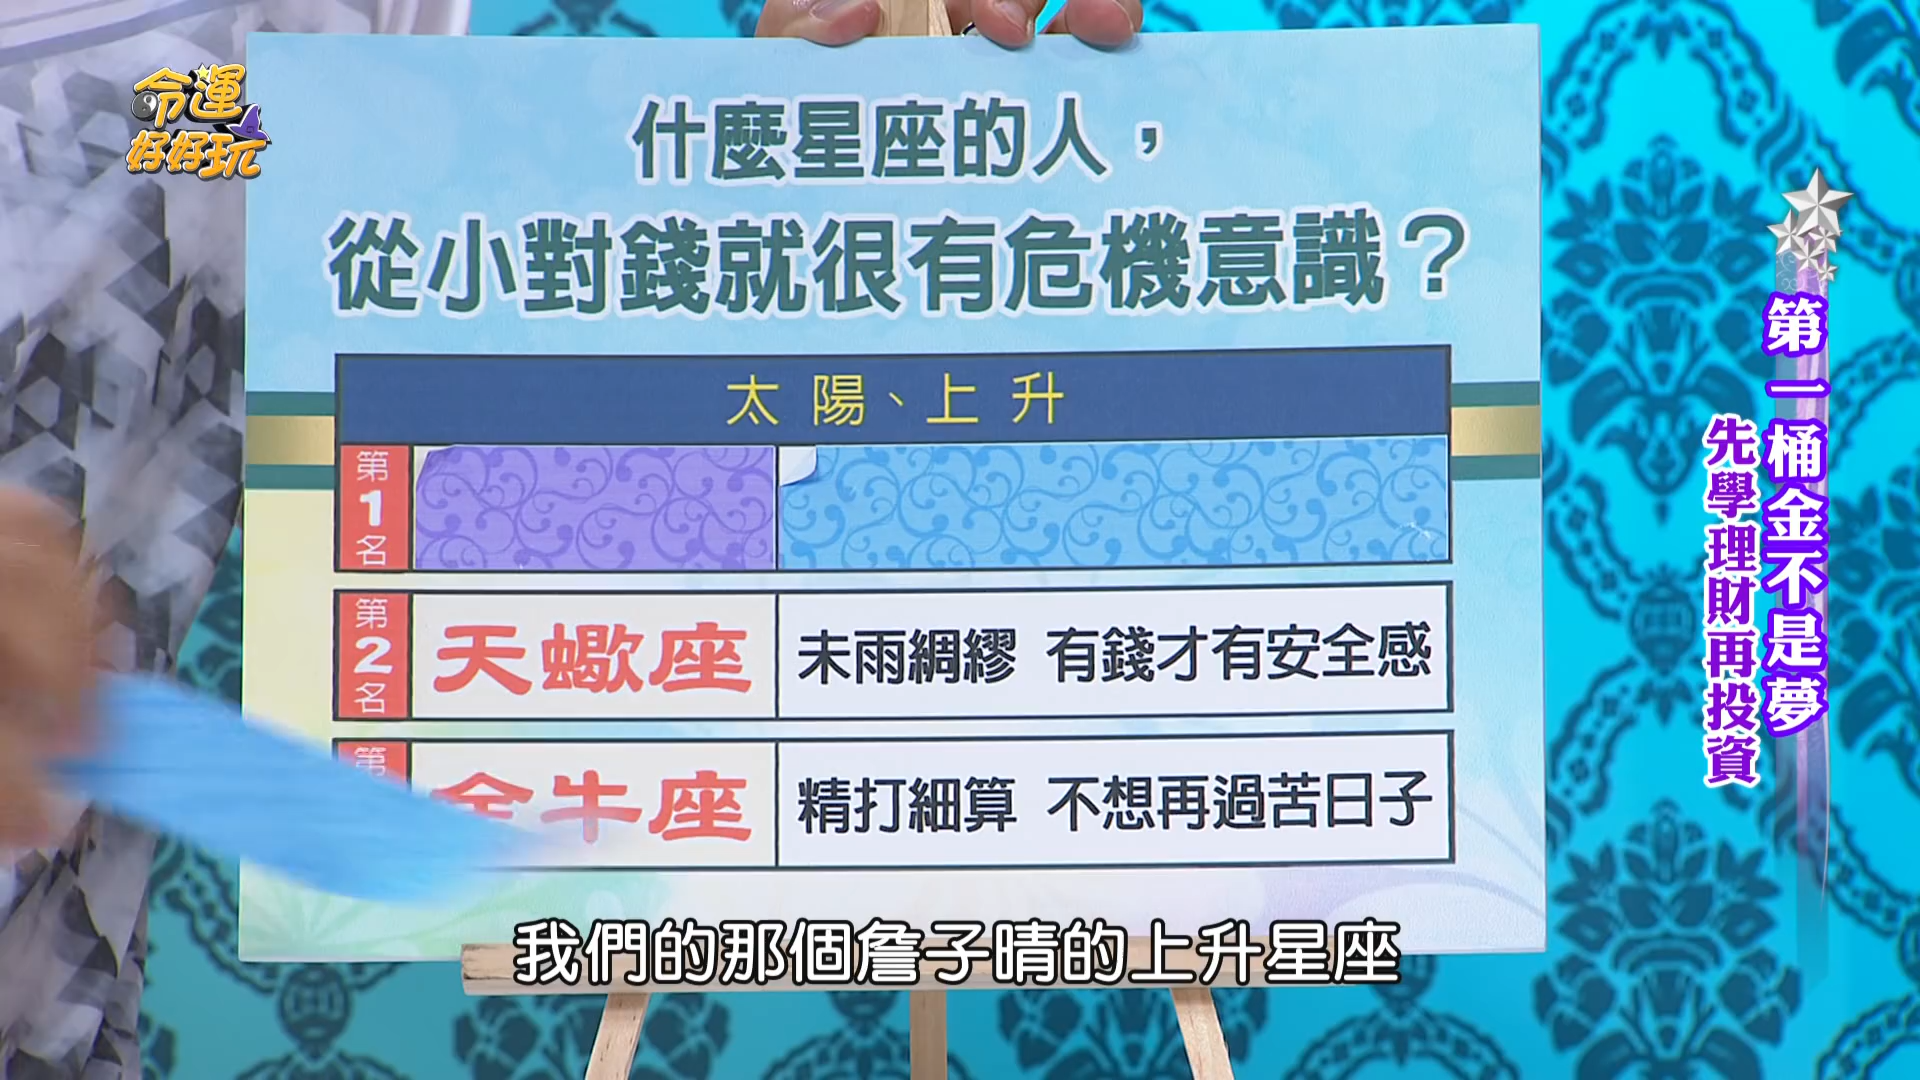 命運
好好玩
什麼星座的人，
從小對錢就很有危機意識？
太陽、上升
第1名
第2名
天蠍座
未雨綢繆 有錢才有安全感
第
金牛座
精打細算 不想再過苦日子
第一桶金不是夢
先學理財再投資
我們的那個詹子晴的上升星座